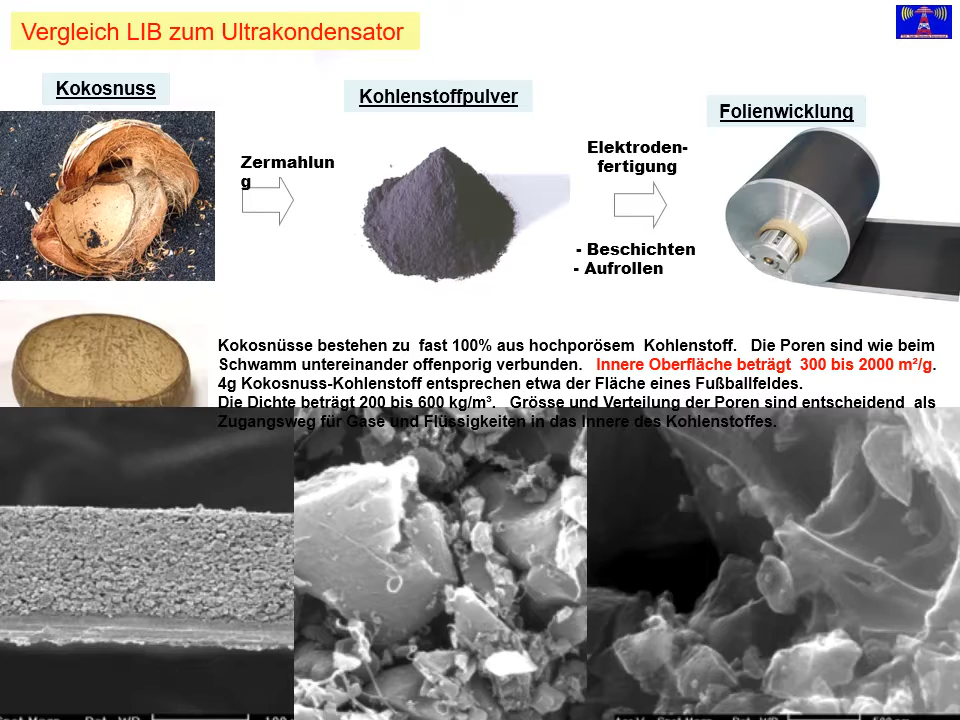 Vergleich LIB zum Ultrakondensator
Kokosnuss
Kohlenstoffpulver
Folienwicklung
Zermahlun
g
Elektroden-
fertigung
- Beschichten
- Aufrollen
Kokosnüsse bestehen zu fast 100% aus hochporösem Kohlenstoff. Die Poren sind wie beim
Schwamm untereinander offenporig verbunden. Innere Oberfläche beträgt 300 bis 2000 m²/g.
4g Kokosnuss-Kohlenstoff entsprechen etwa der Fläche eines Fußballfeldes.
Die Dichte beträgt 200 bis 600 kg/m³. Grösse und Verteilung der Poren sind entscheidend als
Zugangsweg für Gase und Flüssigkeiten in das Innere des Kohlenstoffes.